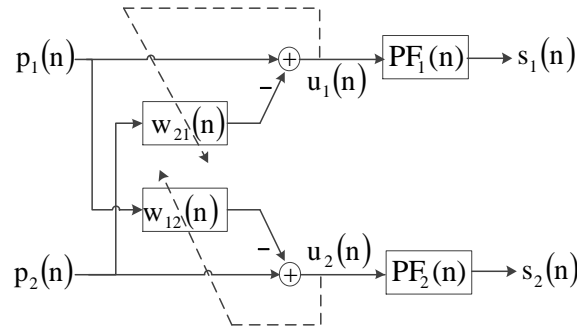 p₁(n)
+
u₁(n)
PF₁(n)
s₁(n)
−
w₂₁(n)
w₁₂(n)
−
p₂(n)
+
u₂(n)
PF₂(n)
s₂(n)